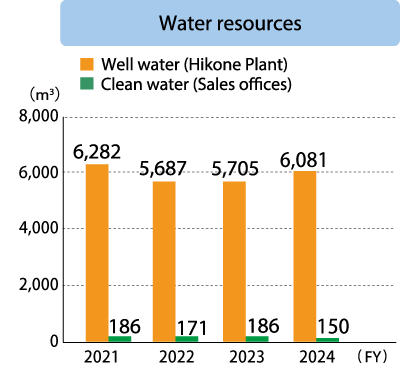 Water resources
Well water (Hikone Plant)
Clean water (Sales offices)
(m³)
8,000
6,000
4,000
2,000
0
6,282
5,687
5,705
6,081
186
171
186
150
2021 2022 2023 2024 (FY)